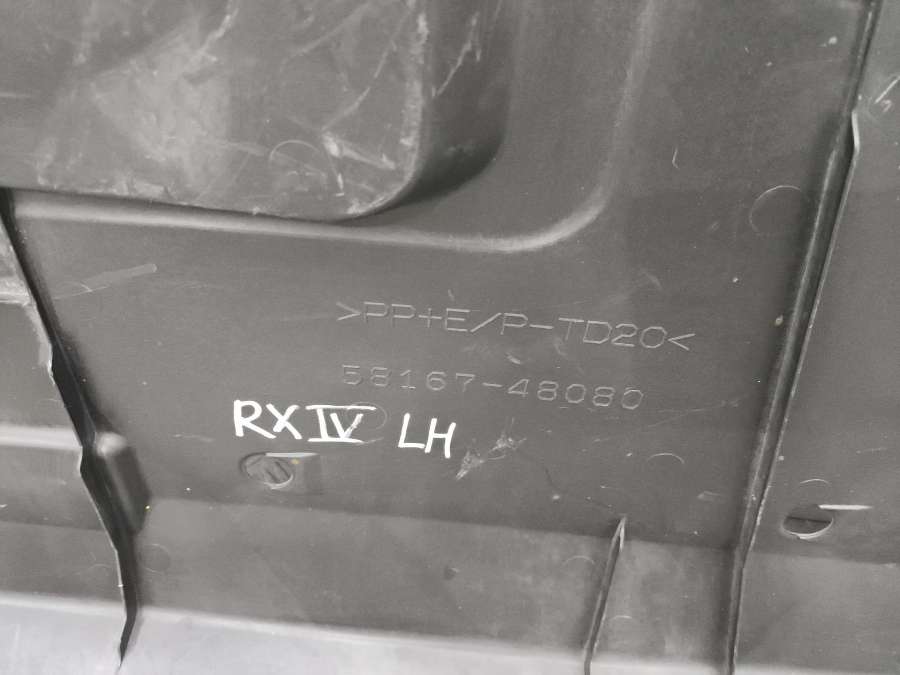 >PP+E/P-TD20<
58167-48080
RX IV LH